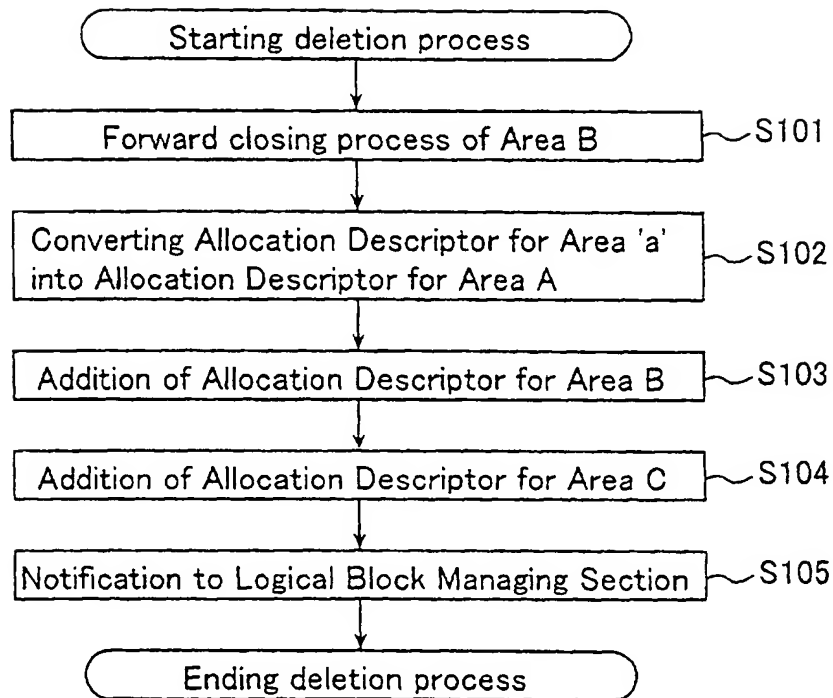 Starting deletion process
Forward closing process of Area B
S101
Converting Allocation Descriptor for Area 'a'
into Allocation Descriptor for Area A
S102
Addition of Allocation Descriptor for Area B
S103
Addition of Allocation Descriptor for Area C
S104
Notification to Logical Block Managing Section
S105
Ending deletion process